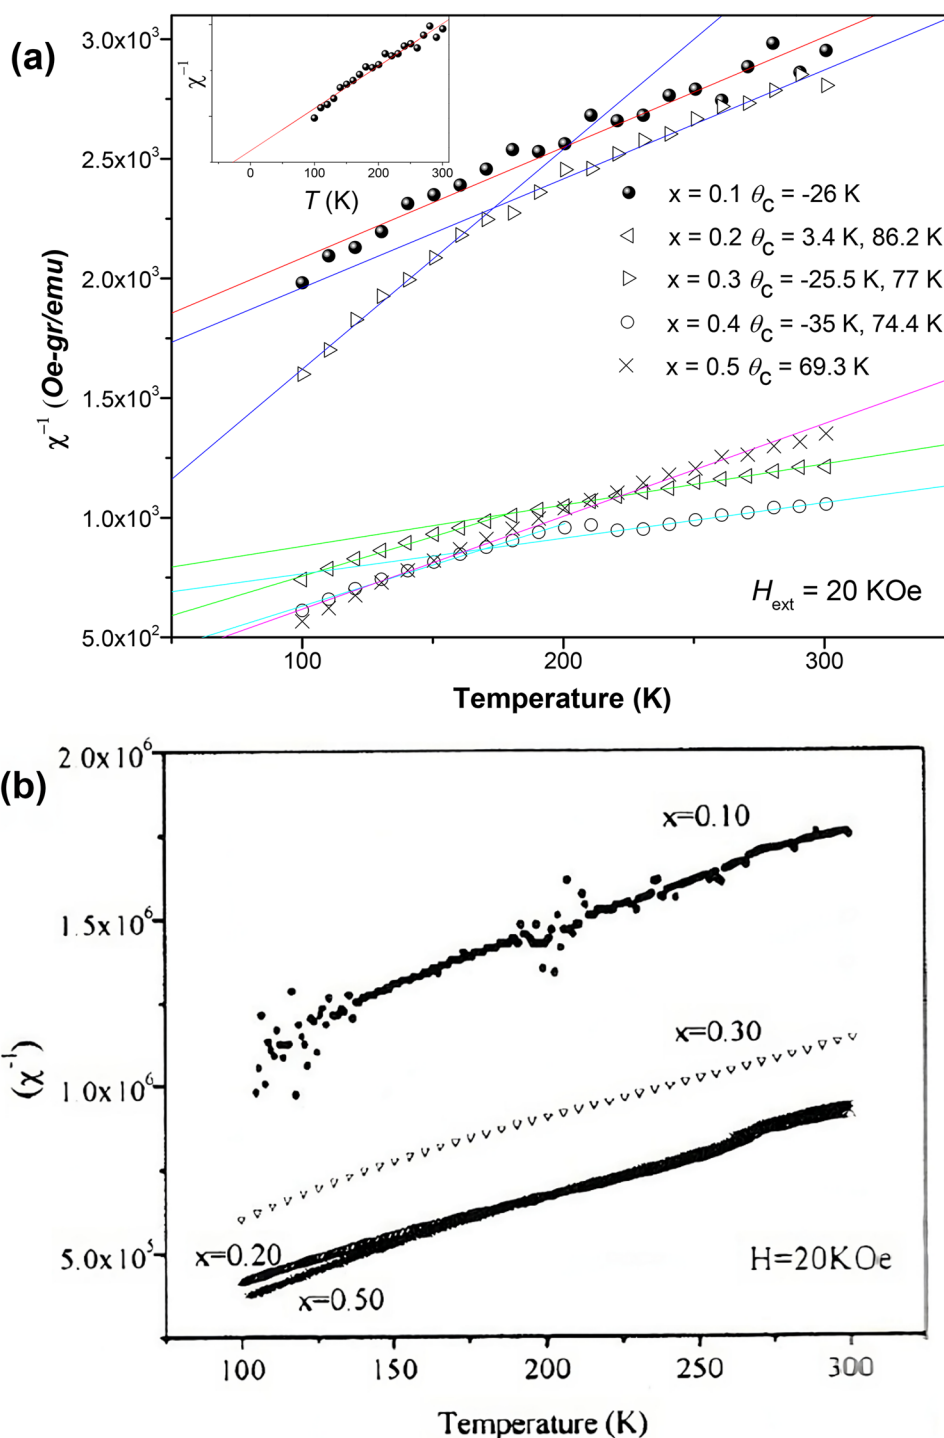 (a)
3.0x10³
2.5x10³
2.0x10³
1.5x10³
1.0x10³
5.0x10²
χ⁻¹ (Oe-gr/emu)
χ⁻¹
0 100 200 300
T (K)
x = 0.1 θC = -26 K
x = 0.2 θC = 3.4 K, 86.2 K
x = 0.3 θC = -25.5 K, 77 K
x = 0.4 θC = -35 K, 74.4 K
x = 0.5 θC = 69.3 K
Hext = 20 KOe
100 200 300
Temperature (K)
(b)
2.0x10⁶
1.5x10⁶
1.0x10⁶
5.0x10⁵
(χ⁻¹)
x=0.10
x=0.30
x=0.20
x=0.50
H=20KOe
100 150 200 250 300
Temperature (K)